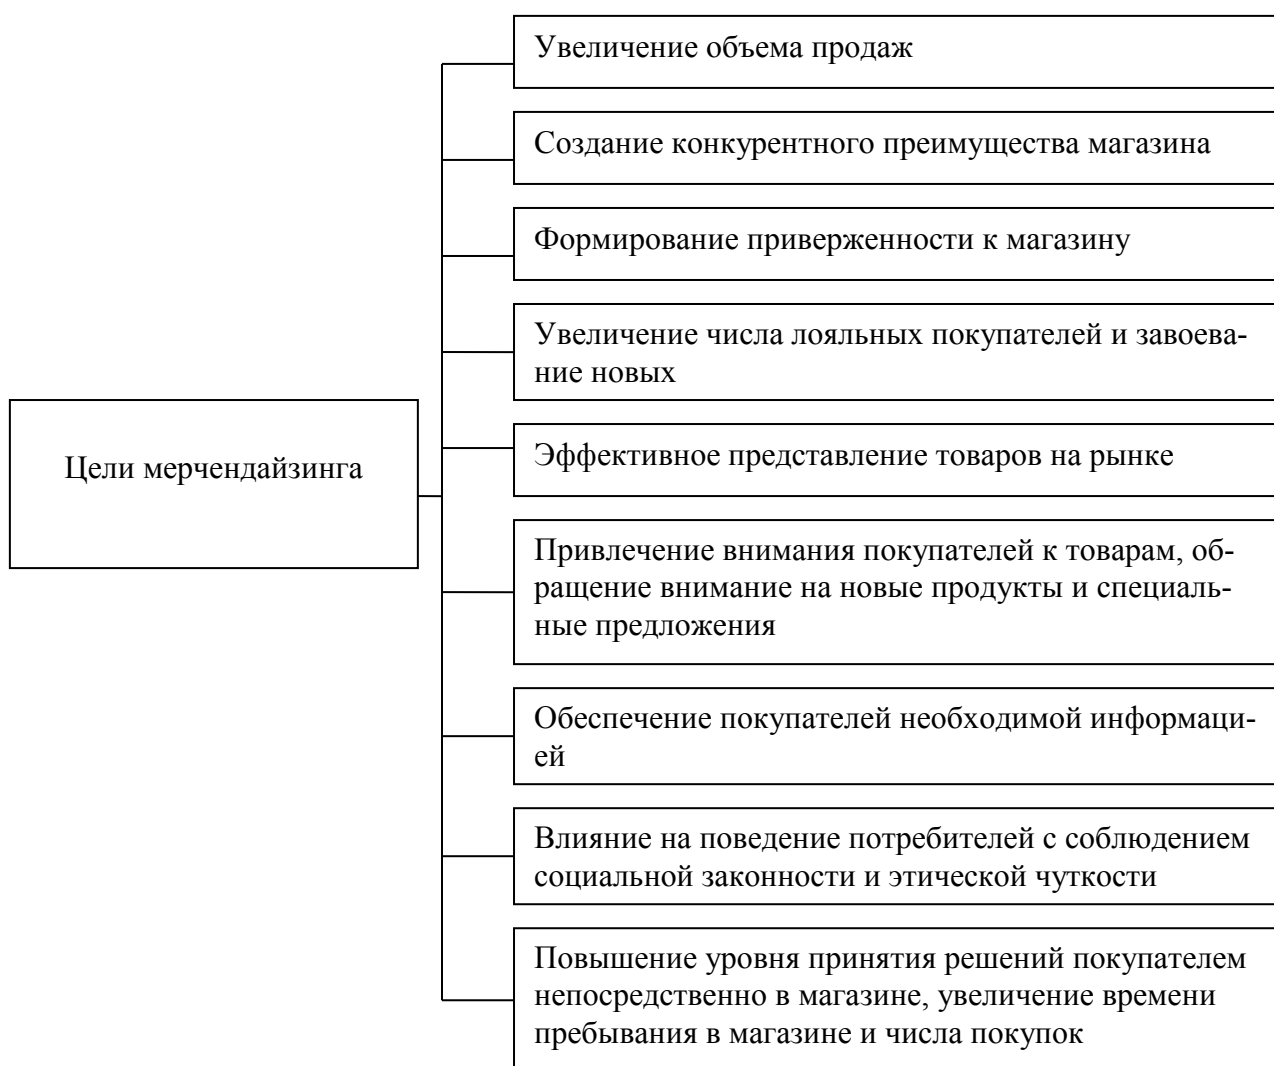 Увеличение объема продаж
Создание конкурентного преимущества магазина
Формирование приверженности к магазину
Увеличение числа лояльных покупателей и завоева-
ние новых
Цели мерчендайзинга
Эффективное представление товаров на рынке
Привлечение внимания покупателей к товарам, об-
ращение внимание на новые продукты и специаль-
ные предложения
Обеспечение покупателей необходимой информаци-
ей
Влияние на поведение потребителей с соблюдением
социальной законности и этической чуткости
Повышение уровня принятия решений покупателем
непосредственно в магазине, увеличение времени
пребывания в магазине и числа покупок